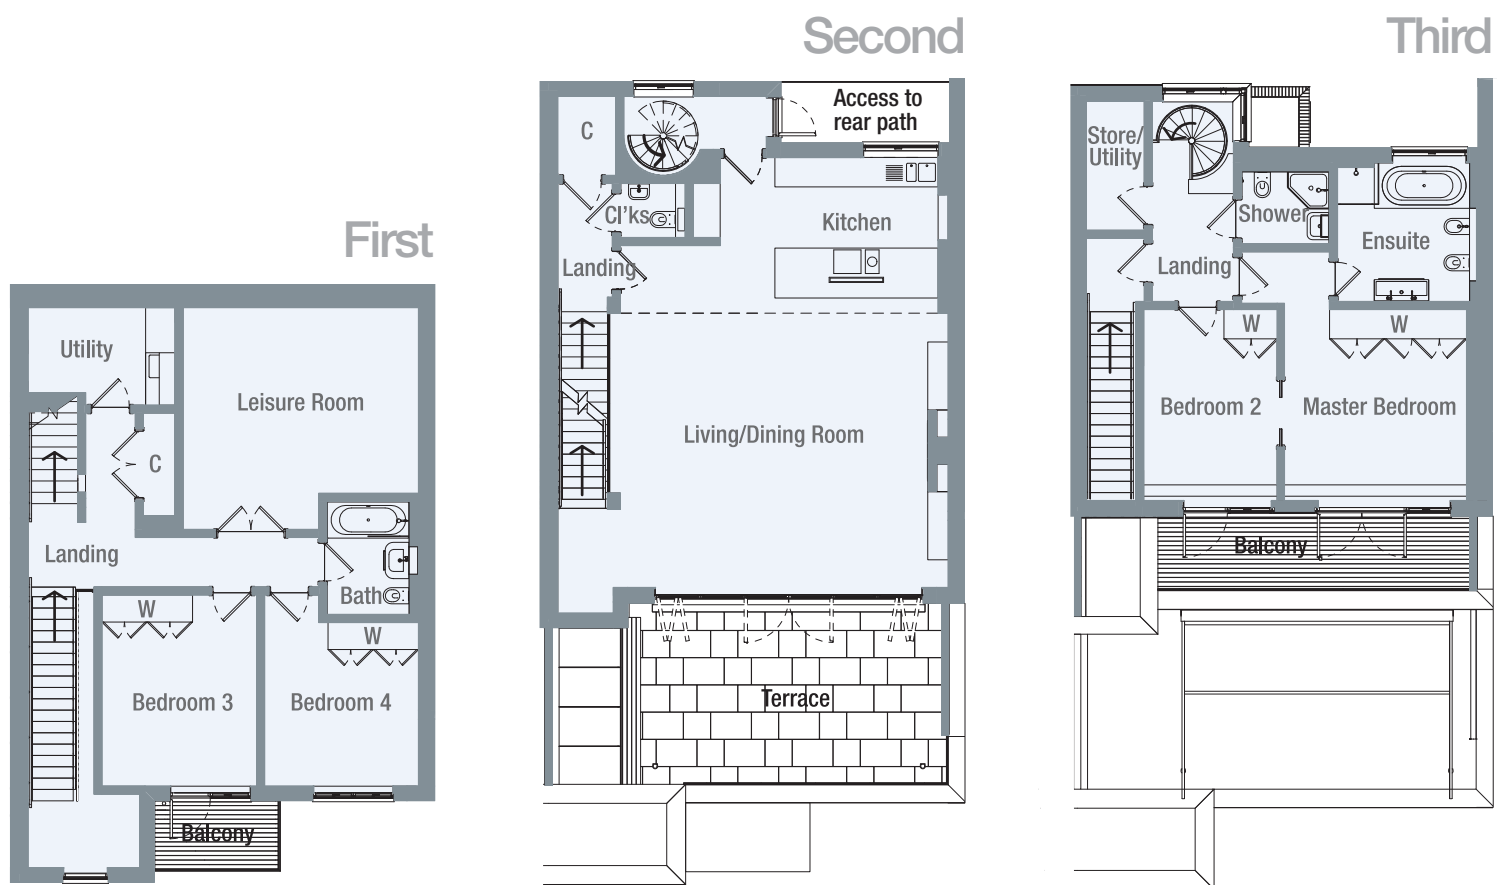 First
Utility
Leisure Room
C
Landing
Bath
W
W
Bedroom 3
Bedroom 4
Balcony
Second
Access to
rear path
C
Cl'ks
Kitchen
Landing
Living/Dining Room
Terrace
Third
Store/
Utility
Shower
Ensuite
Landing
W
W
Bedroom 2
Master Bedroom
Balcony